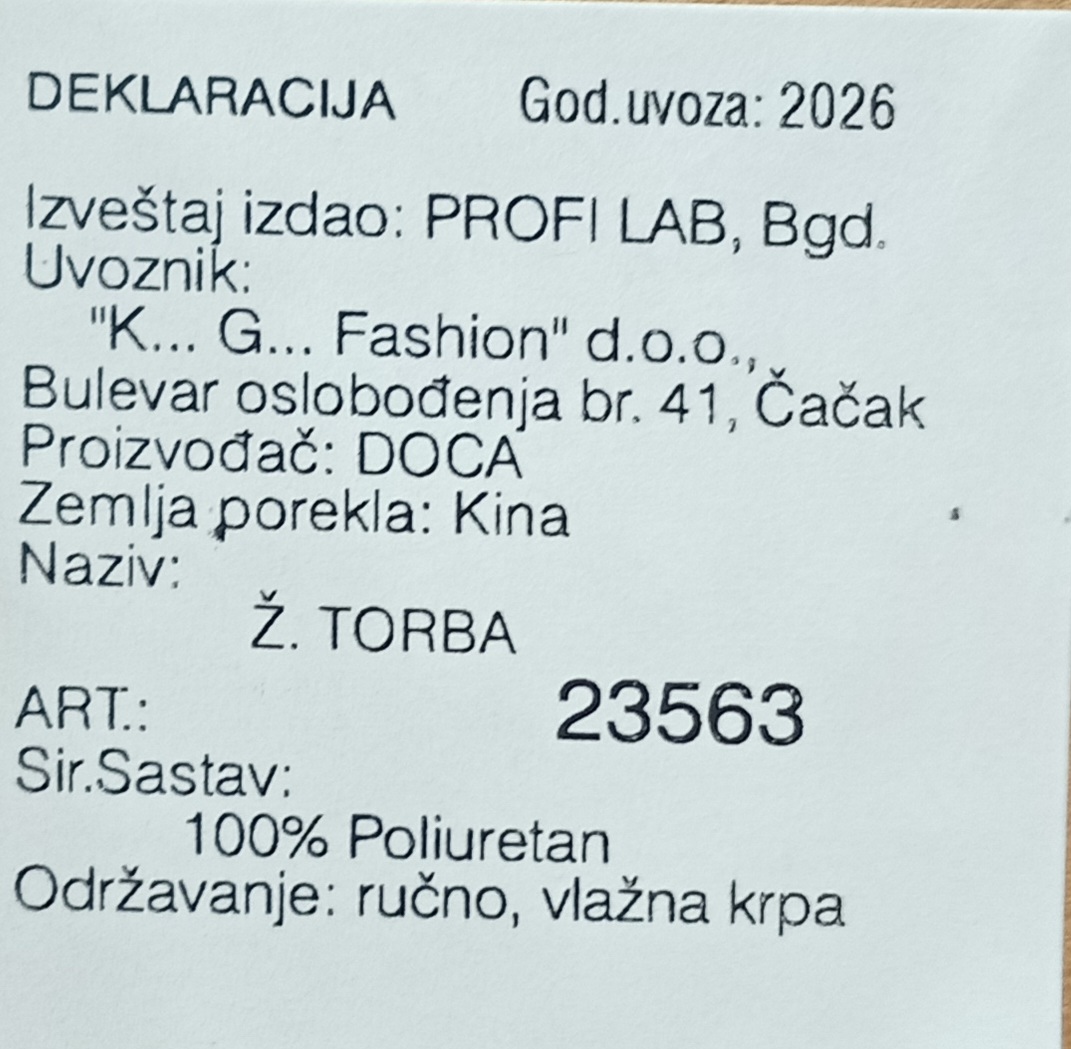 DEKLARACIJA God.uvoza: 2026
Izveštaj izdao: PROFI LAB, Bgd.
Uvoznik:
"K... G... Fashion" d.o.o.,
Bulevar oslobođenja br. 41, Čačak
Proizvođač: DOCA
Zemlja porekla: Kina
Naziv:
Ž. TORBA
ART.: 23563
Sir.Sastav:
100% Poliuretan
Održavanje: ručno, vlažna krpa